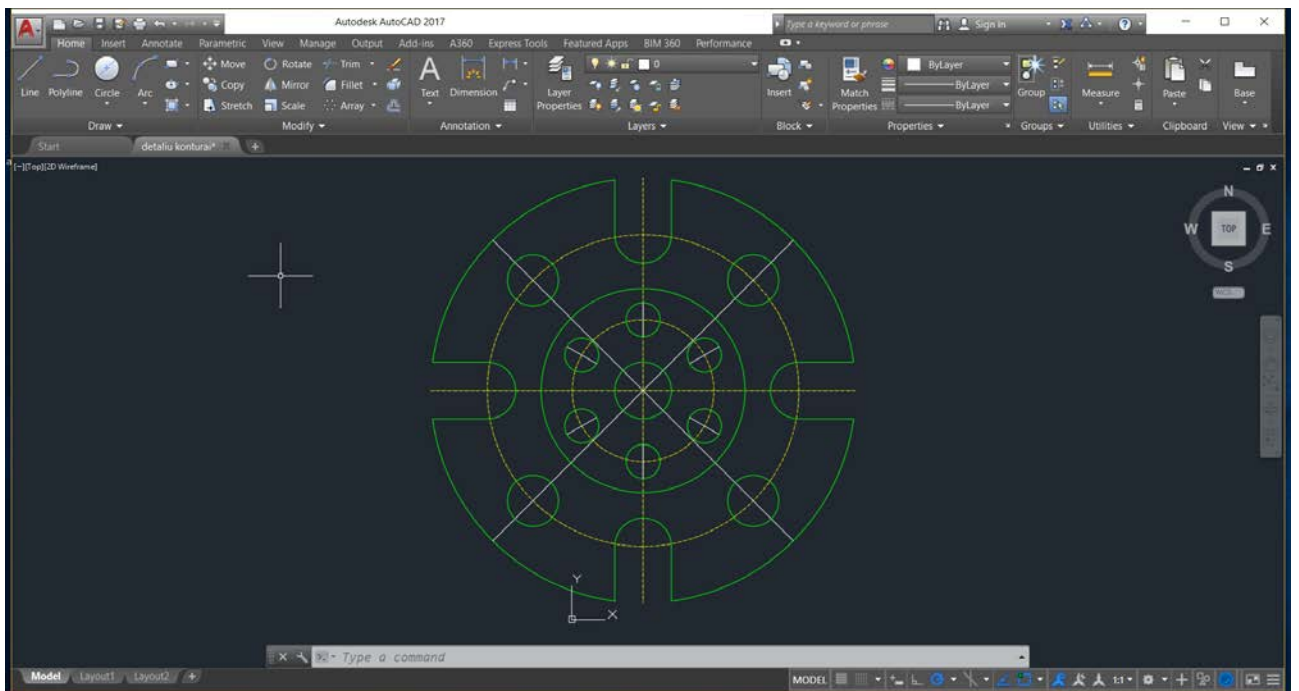 Autodesk AutoCAD 2017 Type a keyword or phrase Sign In
Home Insert Annotate Parametric View Manage Output Add-ins A360 Express Tools Featured Apps BIM 360 Performance
Line Polyline Circle Arc
Move Rotate Trim
Copy Mirror Fillet
Stretch Scale Array
Text Dimension
Layer Properties
0
Insert
Match Properties
ByLayer
ByLayer
ByLayer
Group
Measure
Paste
Base
Draw Modify Annotation Layers Block Properties Groups Utilities Clipboard View
Start detaliu konturai* +
[−][Top][2D Wireframe]
N
W TOP E
S
Y
X
Type a command
Model Layout1 Layout2 + MODEL 1:1